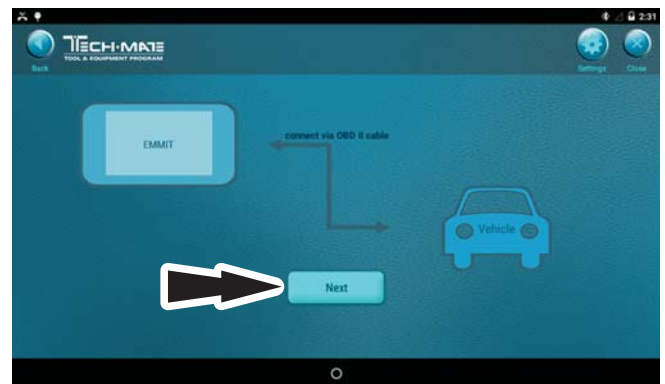 2:31
TECH·MATE
TOOL & EQUIPMENT PROGRAM
Back
Settings
Close
EMMIT
connect via OBD II cable
Vehicle
Next